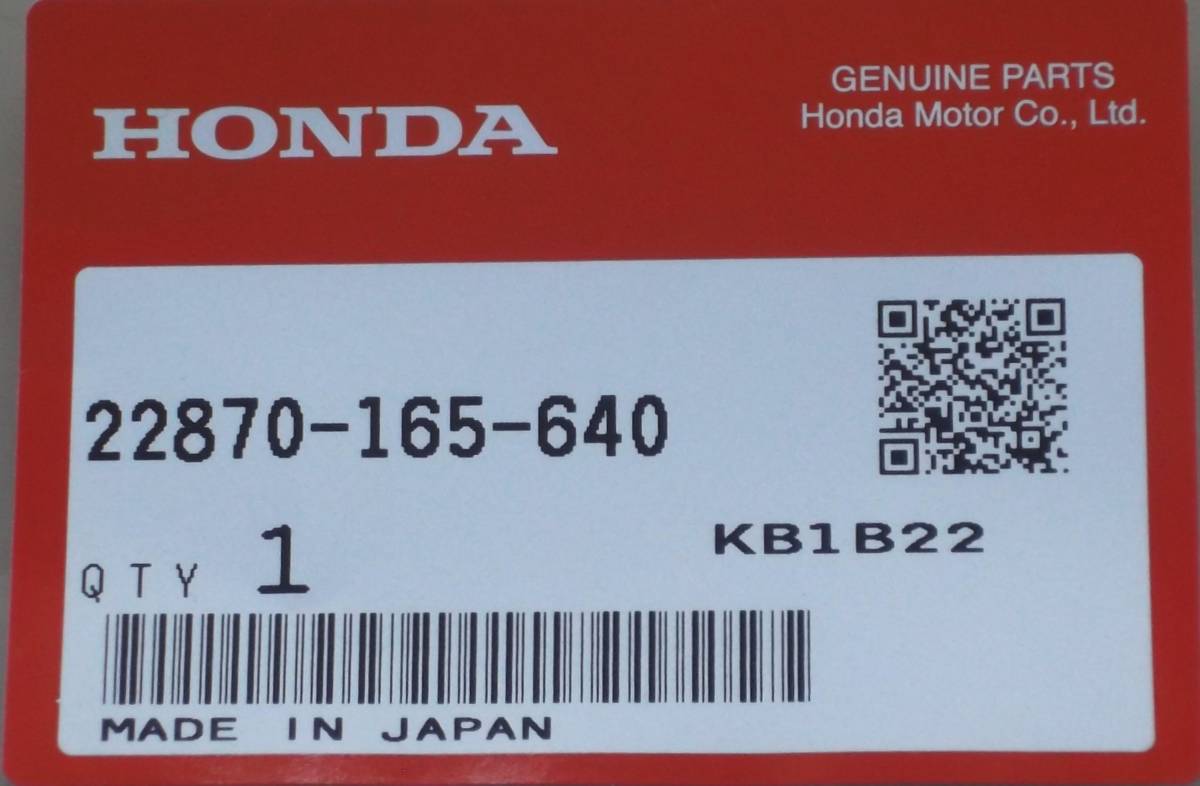 HONDA
GENUINE PARTS
Honda Motor Co., Ltd.
22870-165-640
QTY 1
KB1B22
MADE IN JAPAN